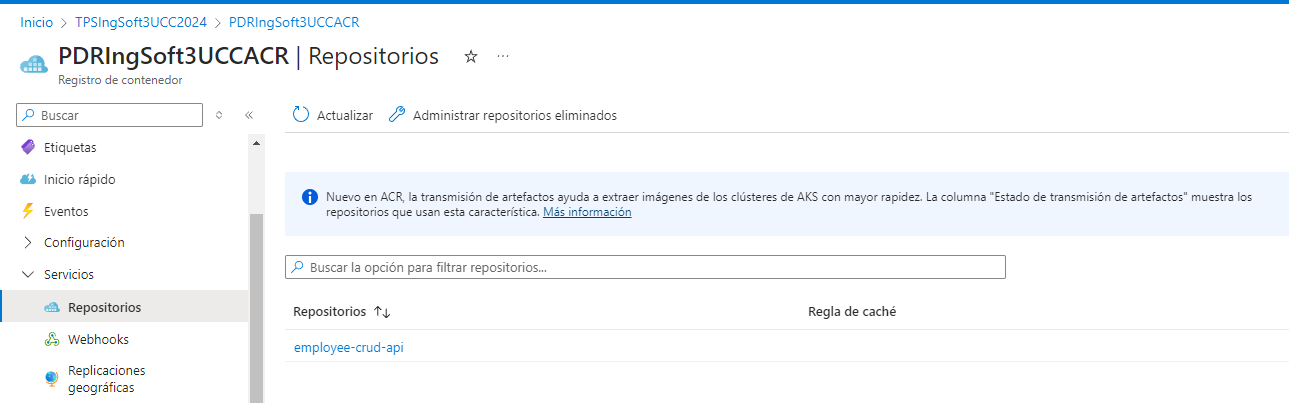 Inicio > TPSIngSoft3UCC2024 > PDRIngSoft3UCCACR
PDRIngSoft3UCCACR | Repositorios
Registro de contenedor
Buscar
Actualizar
Administrar repositorios eliminados
Etiquetas
Inicio rápido
Eventos
Configuración
Servicios
Repositorios
Webhooks
Replicaciones
geográficas
Nuevo en ACR, la transmisión de artefactos ayuda a extraer imágenes de los clústeres de AKS con mayor rapidez. La columna "Estado de transmisión de artefactos" muestra los
repositorios que usan esta característica. Más información
Buscar la opción para filtrar repositorios...
Repositorios
Regla de caché
employee-crud-api